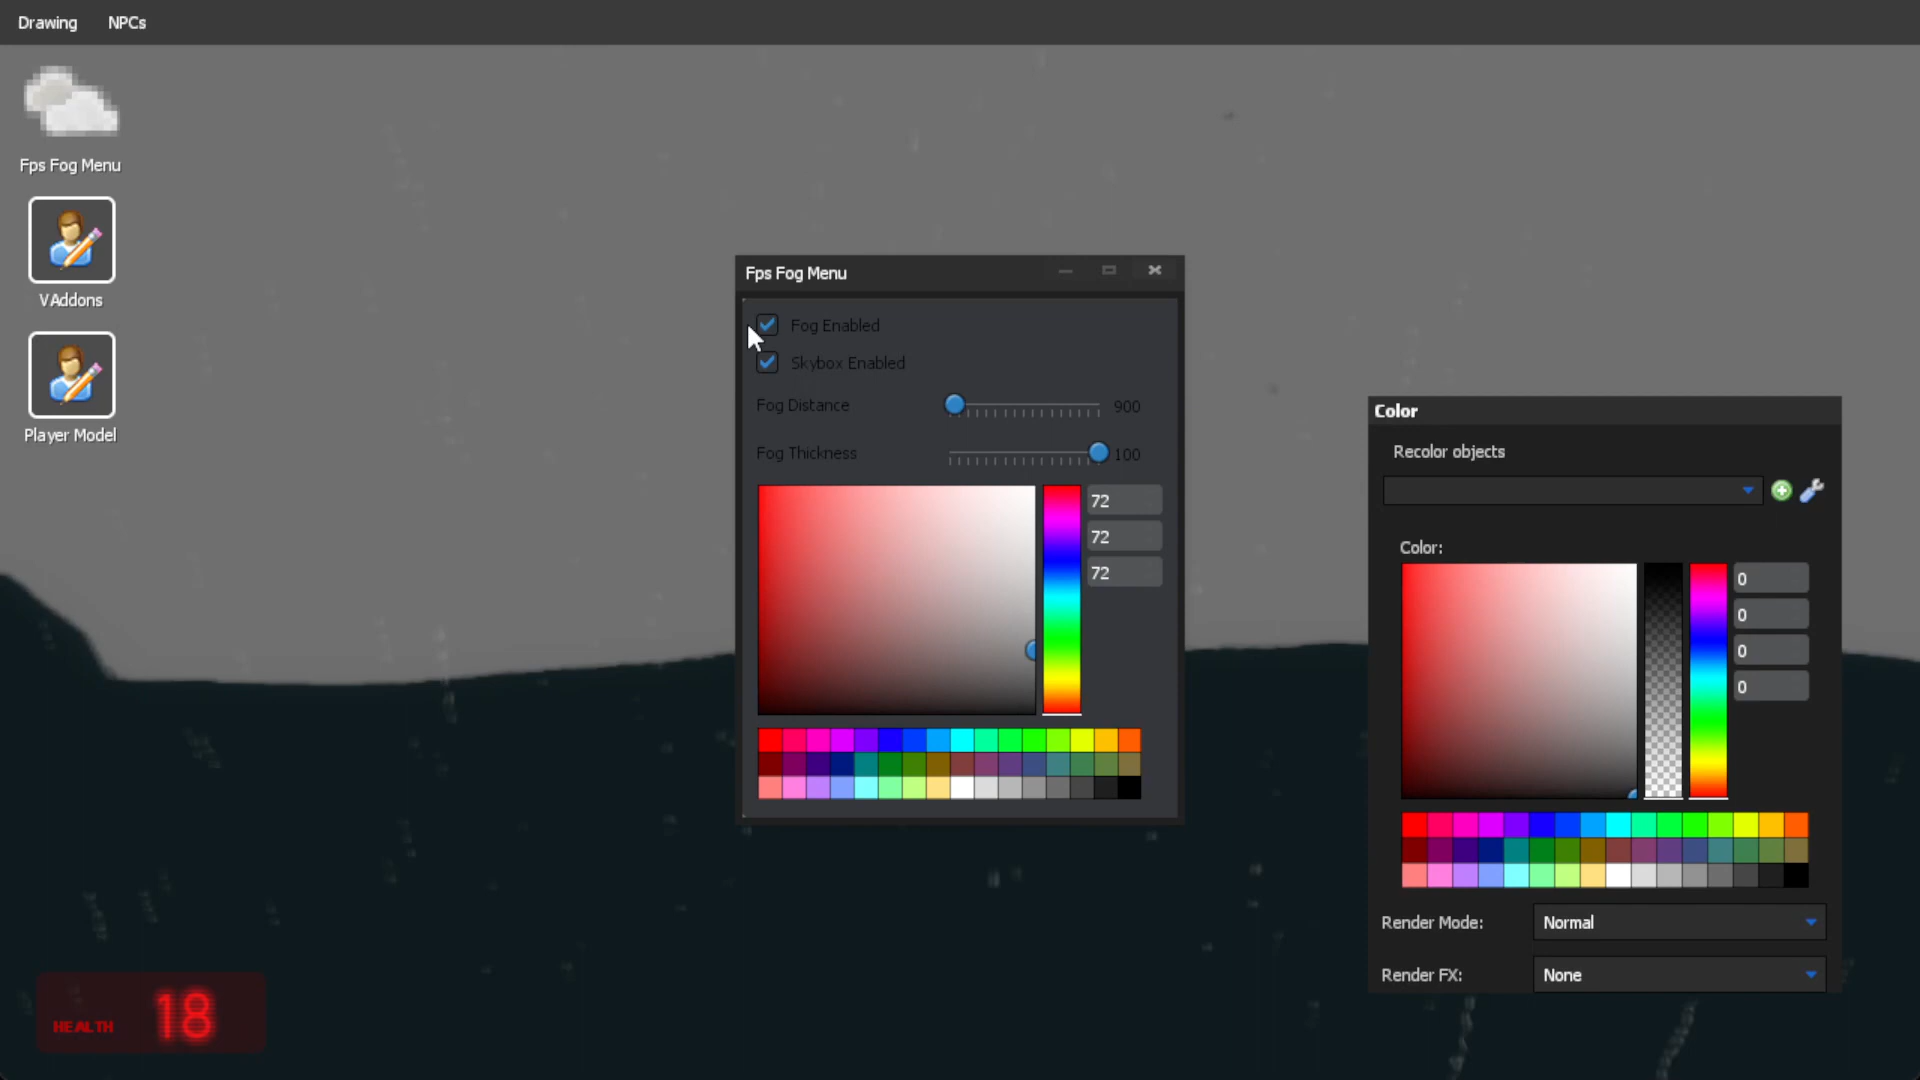 Drawing NPCs
Fps Fog Menu
VAddons
Player Model
Fps Fog Menu
Fog Enabled
Skybox Enabled
Fog Distance 900
Fog Thickness 100
72
72
72
Color
Recolor objects
Color:
0
0
0
0
Render Mode: Normal
Render FX: None
HEALTH 18